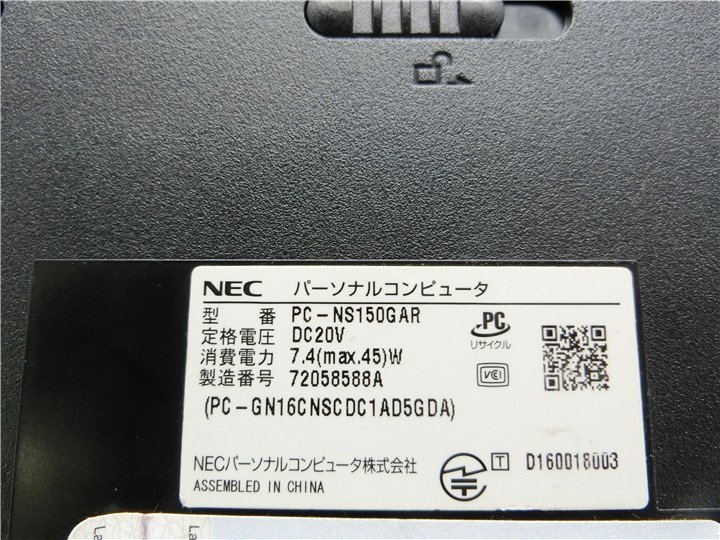 NEC パーソナルコンピュータ
型 番 PC-NS150GAR
定格電圧 DC20V
消費電力 7.4(max.45)W
製造番号 72058588A
(PC-GN16CNSCDC1AD5GDA)
PC
リサイクル
VCCI
NECパーソナルコンピュータ株式会社
ASSEMBLED IN CHINA
T D160018003